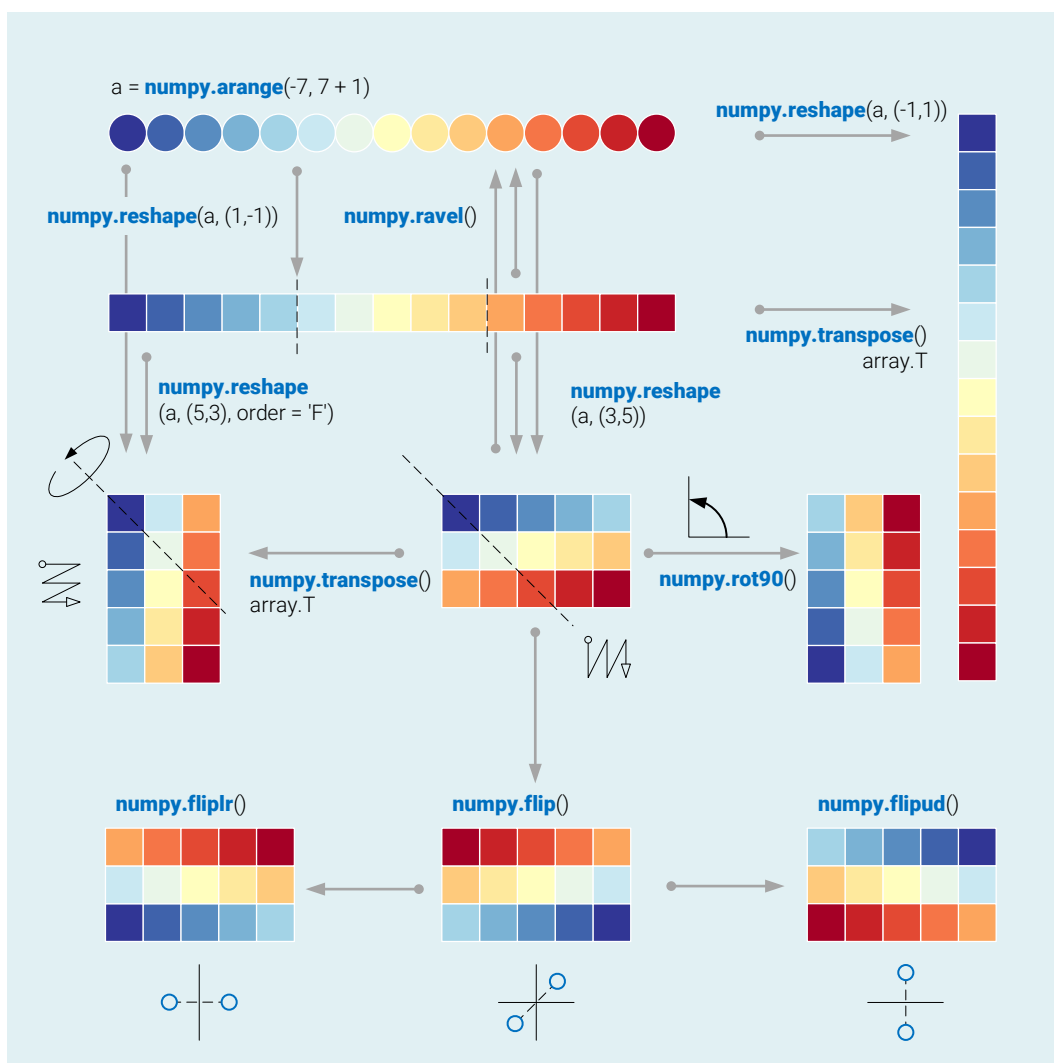 a = numpy.arange(-7, 7 + 1)
numpy.reshape(a, (-1,1))
numpy.reshape(a, (1,-1))
numpy.ravel()
numpy.transpose()
array.T
numpy.reshape
(a, (5,3), order = 'F')
numpy.reshape
(a, (3,5))
numpy.transpose()
array.T
numpy.rot90()
numpy.fliplr()
numpy.flip()
numpy.flipud()